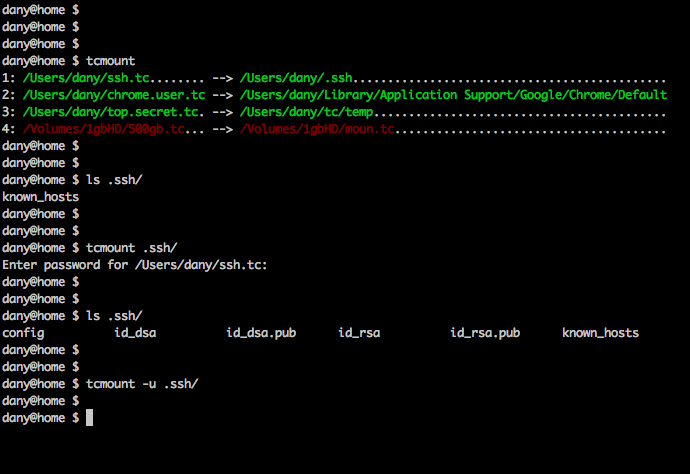 dany@home $
dany@home $
dany@home $
dany@home $ tcmount
1: /Users/dany/ssh.tc........ --> /Users/dany/.ssh.............................................
2: /Users/dany/chrome.user.tc --> /Users/dany/Library/Application Support/Google/Chrome/Default
3: /Users/dany/top.secret.tc. --> /Users/dany/tc/temp..........................................
4: /Volumes/1gbHD/500gb.tc... --> /Volumes/1gbHD/moun.tc.......................................
dany@home $
dany@home $
dany@home $ ls .ssh/
known_hosts
dany@home $
dany@home $
dany@home $ tcmount .ssh/
Enter password for /Users/dany/ssh.tc:
dany@home $
dany@home $
dany@home $ ls .ssh/
config          id_dsa          id_dsa.pub      id_rsa          id_rsa.pub      known_hosts
dany@home $
dany@home $
dany@home $ tcmount -u .ssh/
dany@home $
dany@home $